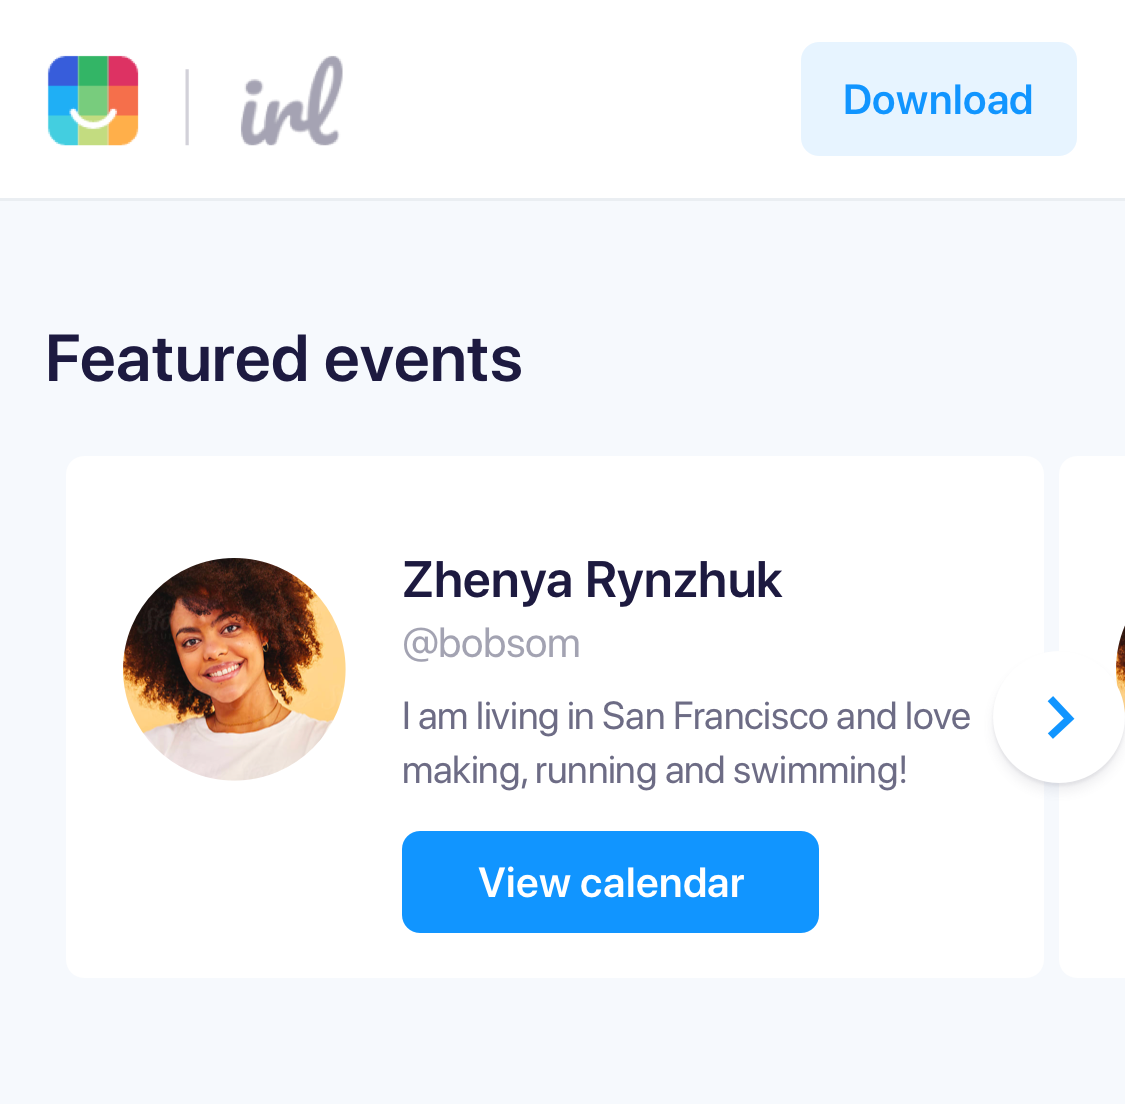 irl
Download
Featured events
Zhenya Rynzhuk
@bobsom
I am living in San Francisco and love
making, running and swimming!
View calendar